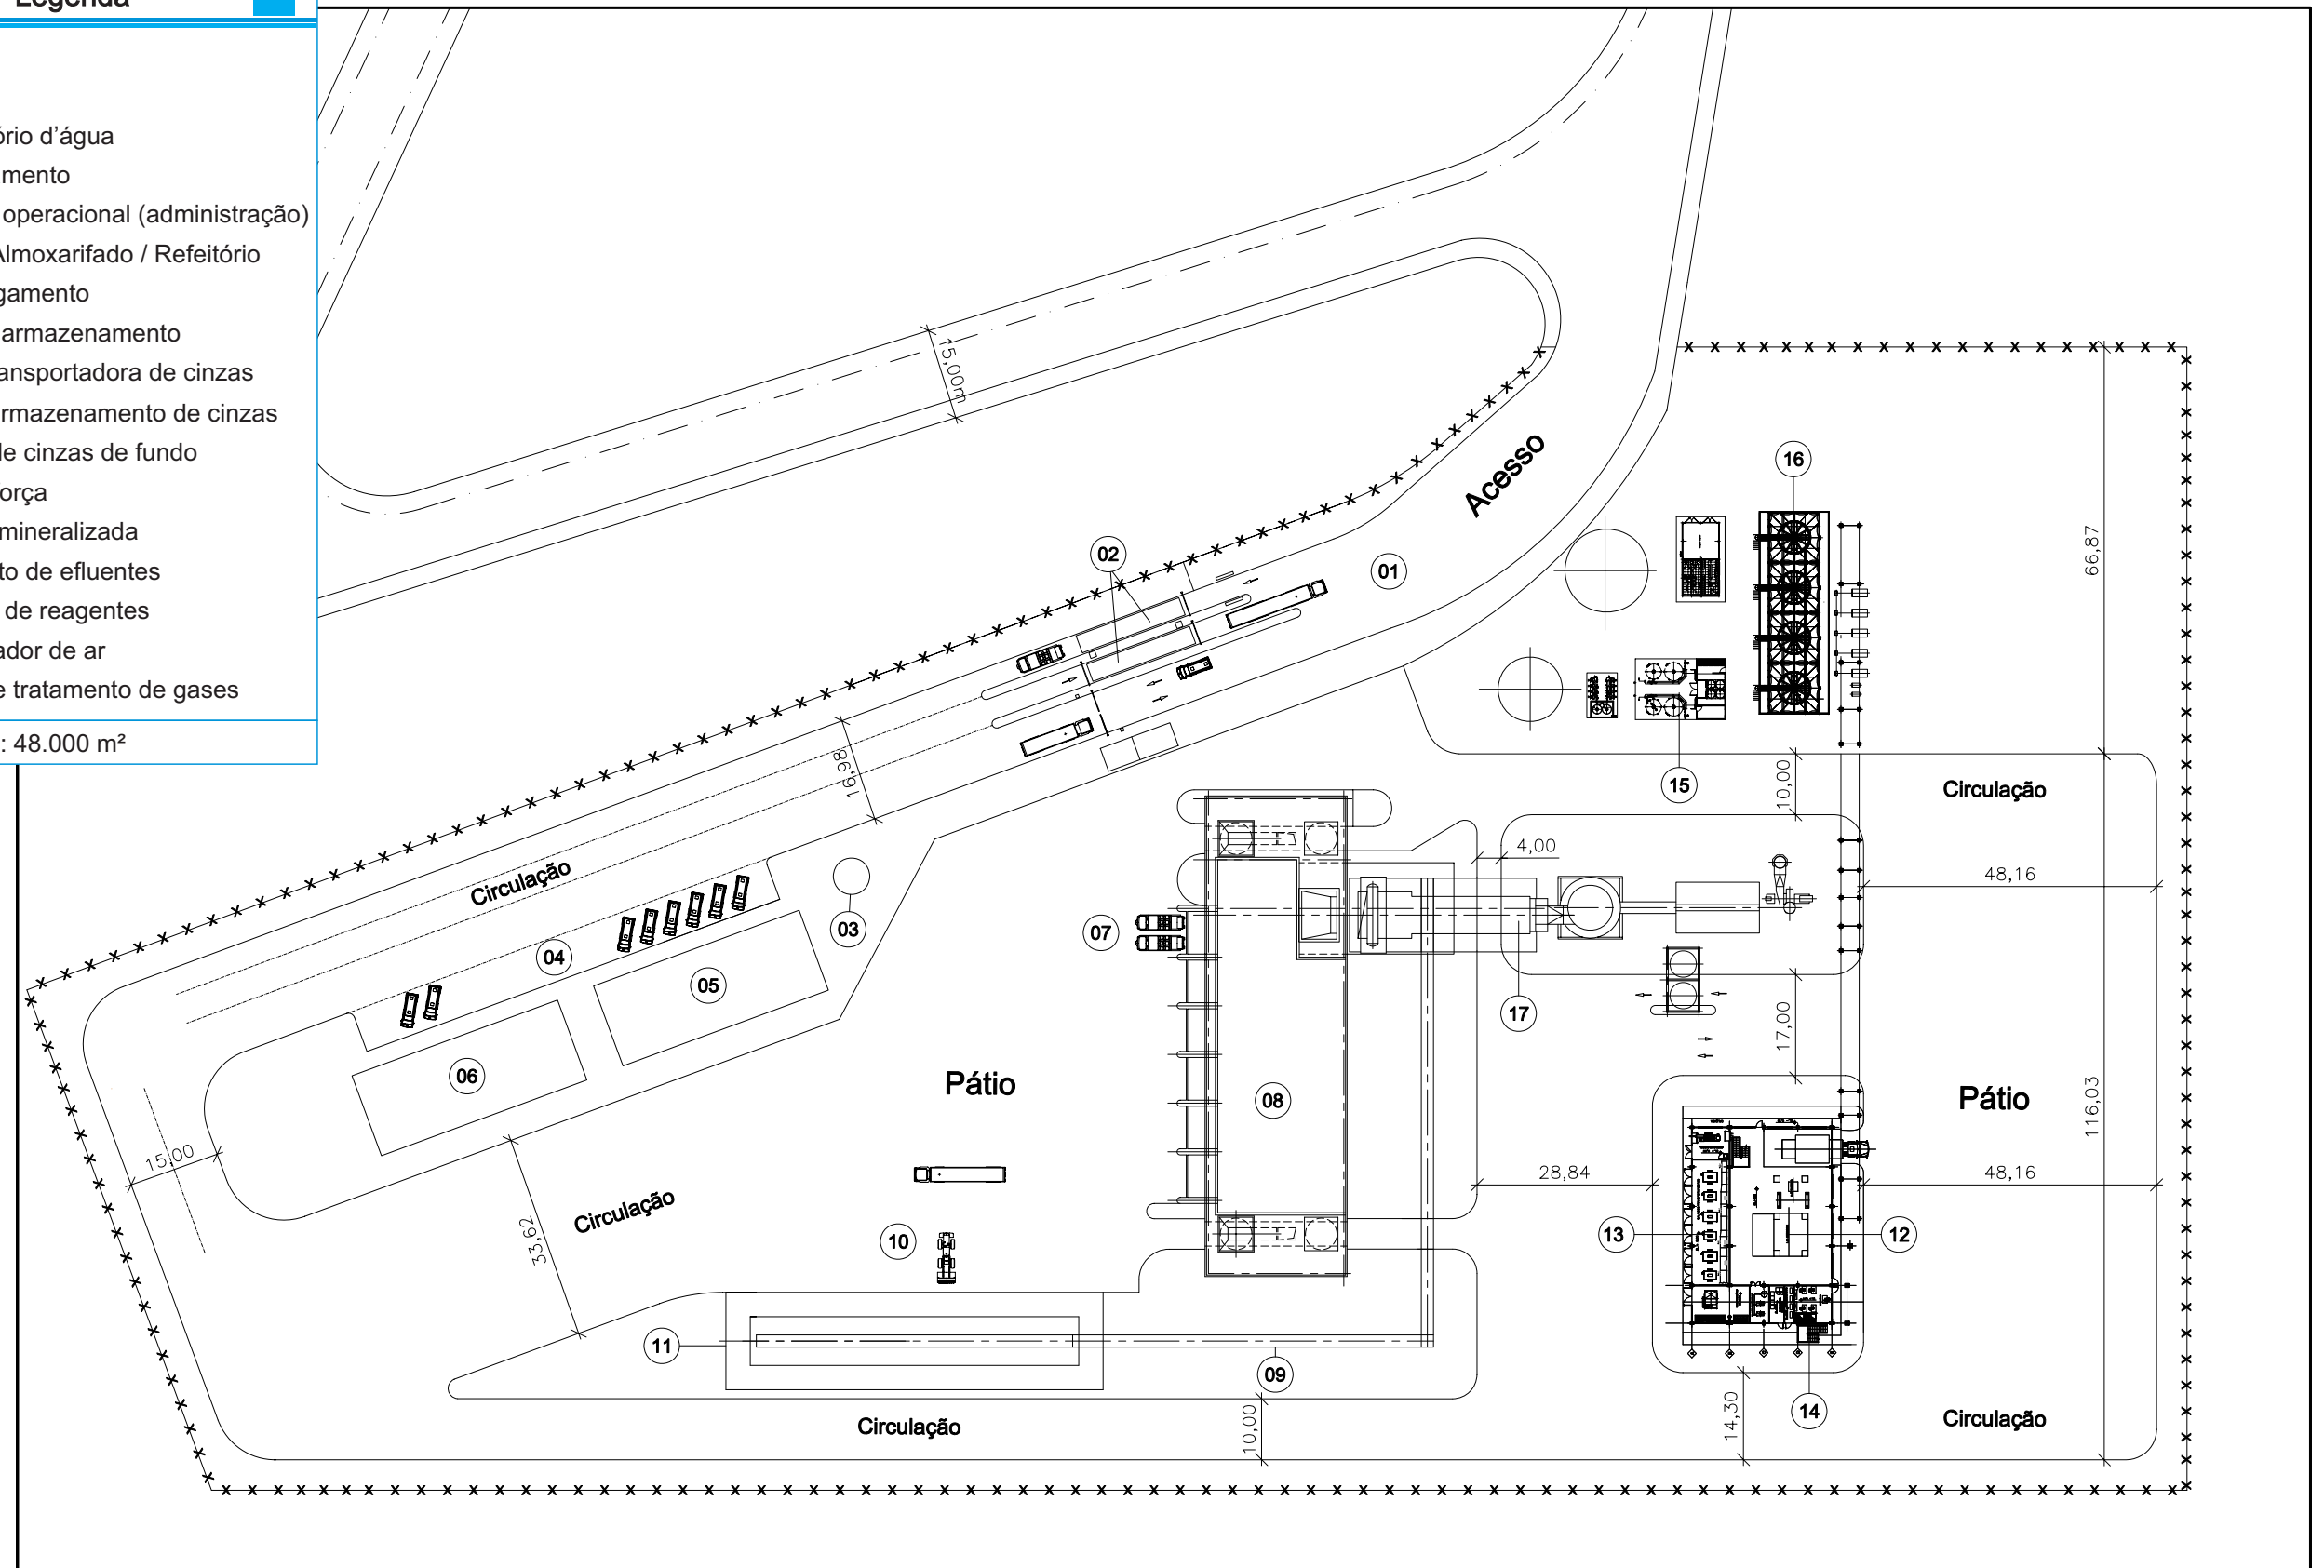 Legenda
ório d’água
mento
operacional (administração)
Almoxarifado / Refeitório
gamento
armazenamento
ansportadora de cinzas
rmazenamento de cinzas
de cinzas de fundo
orça
mineralizada
to de efluentes
de reagentes
ador de ar
e tratamento de gases
: 48.000 m²
15,00m
Acesso
16
02
01
66,87
16,98
15
10,00
Circulação
4,00
48,16
Circulação
03
07
04
05
17
17,00
06
Pátio
08
Pátio
116,03
15,00
28,84
48,16
Circulação
33,62
10
13
12
11
09
14
14,30
10,00
Circulação
Circulação